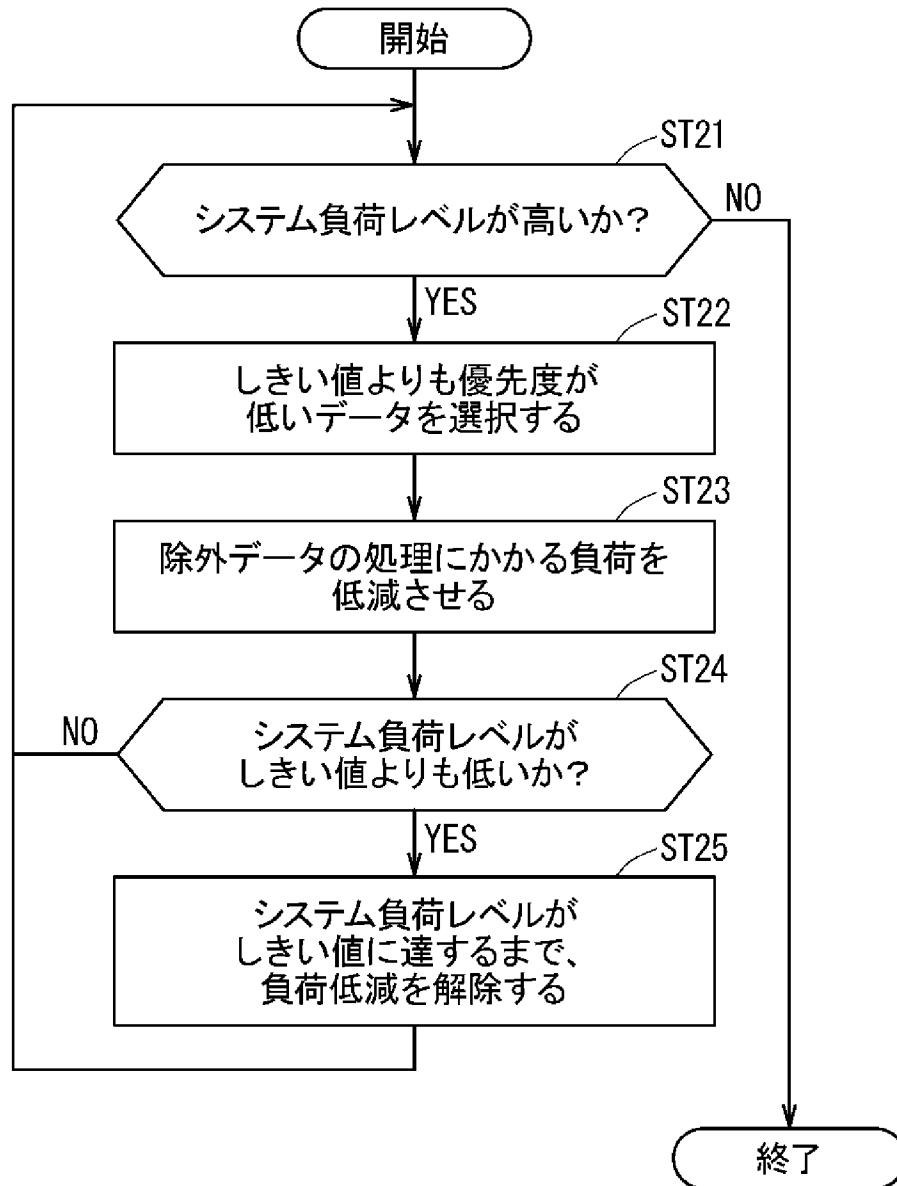 開始
ST21
システム負荷レベルが高いか?
NO
YES
ST22
しきい値よりも優先度が
低いデータを選択する
ST23
除外データの処理にかかる負荷を
低減させる
ST24
システム負荷レベルが
しきい値よりも低いか?
NO
YES
ST25
システム負荷レベルが
しきい値に達するまで、
負荷低減を解除する
終了